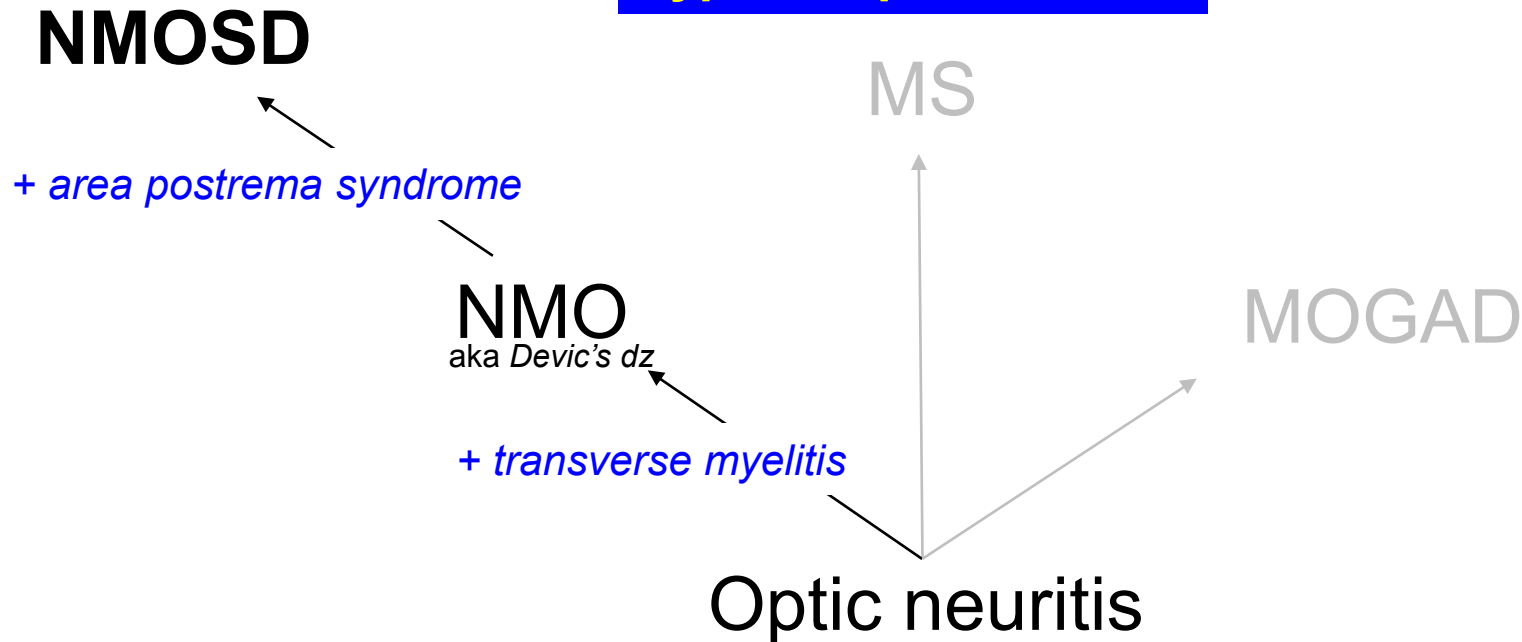 NMOSD
MS
+ area postrema syndrome
NMO
aka Devic's dz
MOGAD
+ transverse myelitis
Optic neuritis